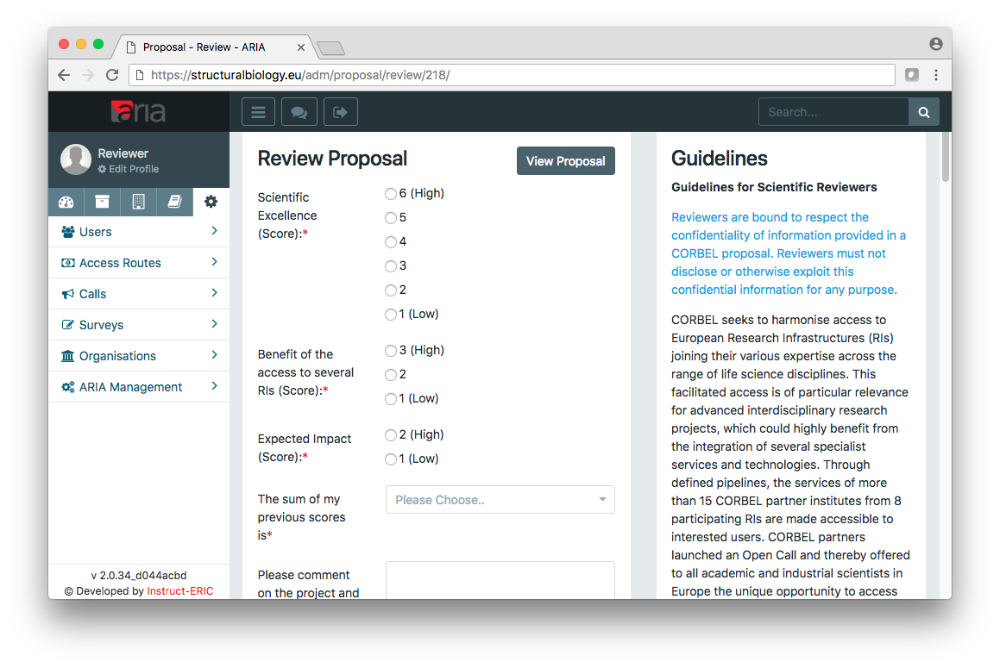 Proposal - Review - ARIA
https://structuralbiology.eu/adm/proposal/review/218/
aria
Search...
Reviewer
Edit Profile
Users
Access Routes
Calls
Surveys
Organisations
ARIA Management
v 2.0.34_d044acbd
© Developed by Instruct-ERIC
Review Proposal
View Proposal
Scientific
Excellence
(Score):*
6 (High)
5
4
3
2
1 (Low)
Benefit of the
access to several
RIs (Score):*
3 (High)
2
1 (Low)
Expected Impact
(Score):*
2 (High)
1 (Low)
The sum of my
previous scores
is*
Please Choose..
Please comment
on the project and
Guidelines
Guidelines for Scientific Reviewers
Reviewers are bound to respect the
confidentiality of information provided in a
CORBEL proposal. Reviewers must not
disclose or otherwise exploit this
confidential information for any purpose.
CORBEL seeks to harmonise access to
European Research Infrastructures (RIs)
joining their various expertise across the
range of life science disciplines. This
facilitated access is of particular relevance
for advanced interdisciplinary research
projects, which could highly benefit from
the integration of several specialist
services and technologies. Through
defined pipelines, the services of more
than 15 CORBEL partner institutes from 8
participating RIs are made accessible to
interested users. CORBEL partners
launched an Open Call and thereby offered
to all academic and industrial scientists in
Europe the unique opportunity to access